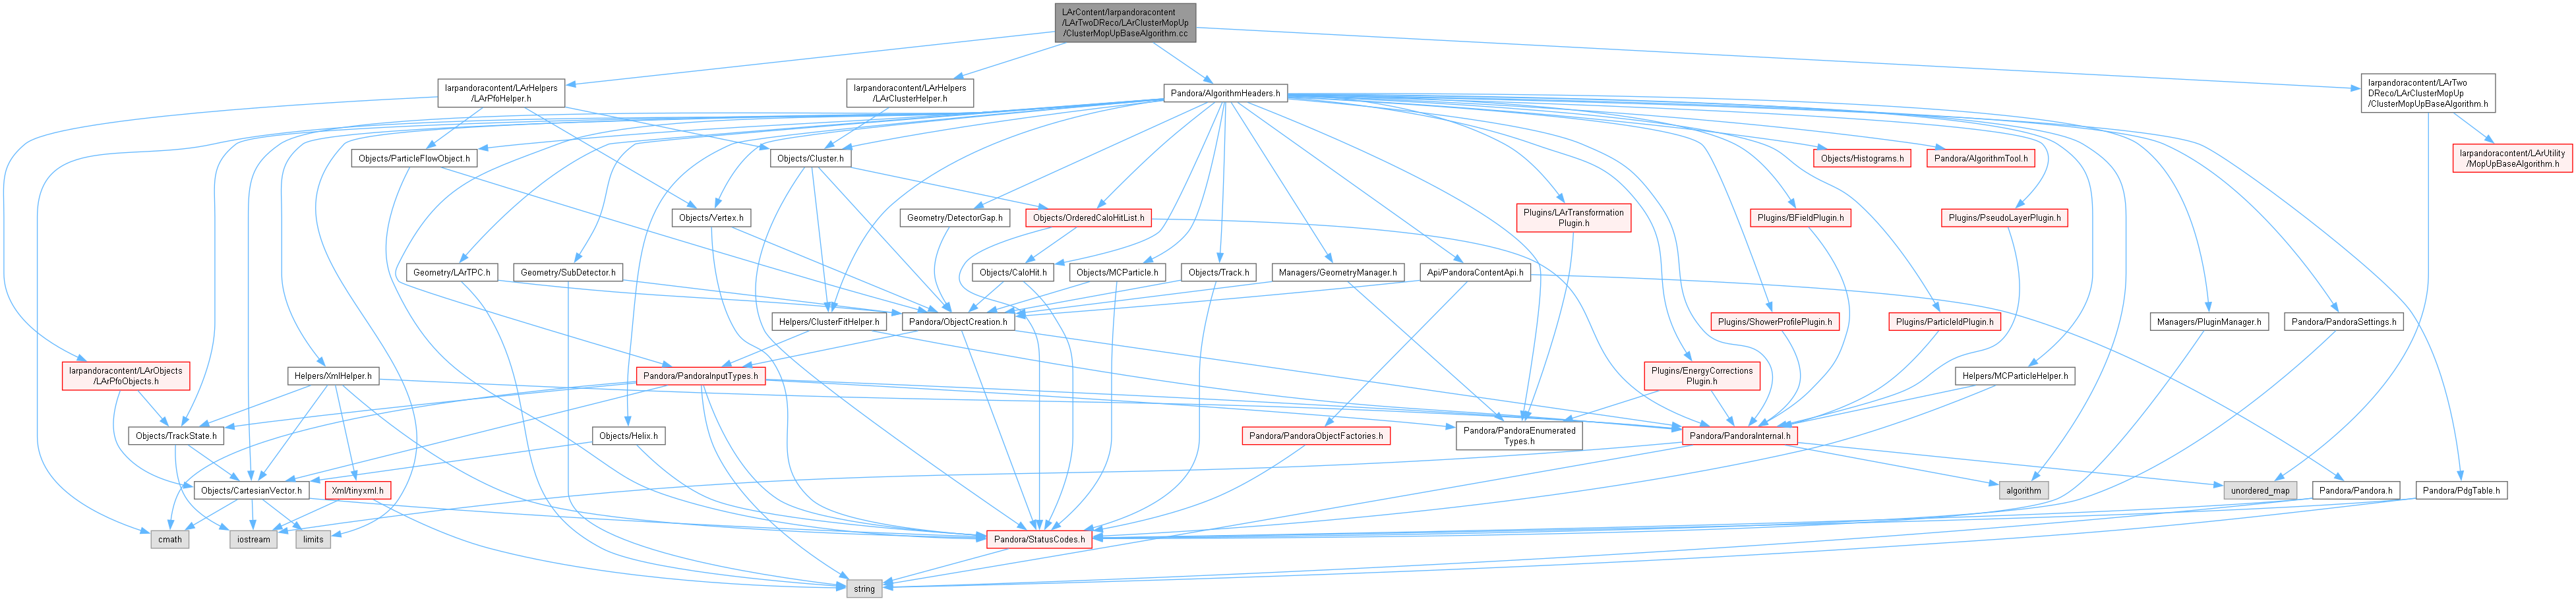 LArContent/larpandoracontent
/LArTwoDReco/LArClusterMopUp
/ClusterMopUpBaseAlgorithm.cc
larpandoracontent/LArHelpers
/LArPfoHelper.h
larpandoracontent/LArHelpers
/LArClusterHelper.h
Pandora/AlgorithmHeaders.h
larpandoracontent/LArTwo
DReco/LArClusterMopUp
/ClusterMopUpBaseAlgorithm.h
Objects/ParticleFlowObject.h
Objects/Cluster.h
Objects/Histograms.h
Pandora/AlgorithmTool.h
larpandoracontent/LArUtility
/MopUpBaseAlgorithm.h
Objects/Vertex.h
Geometry/DetectorGap.h
Objects/OrderedCaloHitList.h
Plugins/LArTransformation
Plugin.h
Plugins/BFieldPlugin.h
Plugins/PseudoLayerPlugin.h
Geometry/LArTPC.h
Geometry/SubDetector.h
Objects/CaloHit.h
Objects/MCParticle.h
Objects/Track.h
Managers/GeometryManager.h
Api/PandoraContentApi.h
Helpers/ClusterFitHelper.h
Pandora/ObjectCreation.h
Plugins/ShowerProfilePlugin.h
Plugins/ParticleIdPlugin.h
Managers/PluginManager.h
Pandora/PandoraSettings.h
larpandoracontent/LArObjects
/LArPfoObjects.h
Helpers/XmlHelper.h
Pandora/PandoraInputTypes.h
Plugins/EnergyCorrections
Plugin.h
Helpers/MCParticleHelper.h
Objects/TrackState.h
Objects/Helix.h
Pandora/PandoraObjectFactories.h
Pandora/PandoraEnumerated
Types.h
Pandora/PandoraInternal.h
Objects/CartesianVector.h
Xml/tinyxml.h
algorithm
unordered_map
Pandora/Pandora.h
Pandora/PdgTable.h
cmath
iostream
limits
Pandora/StatusCodes.h
string